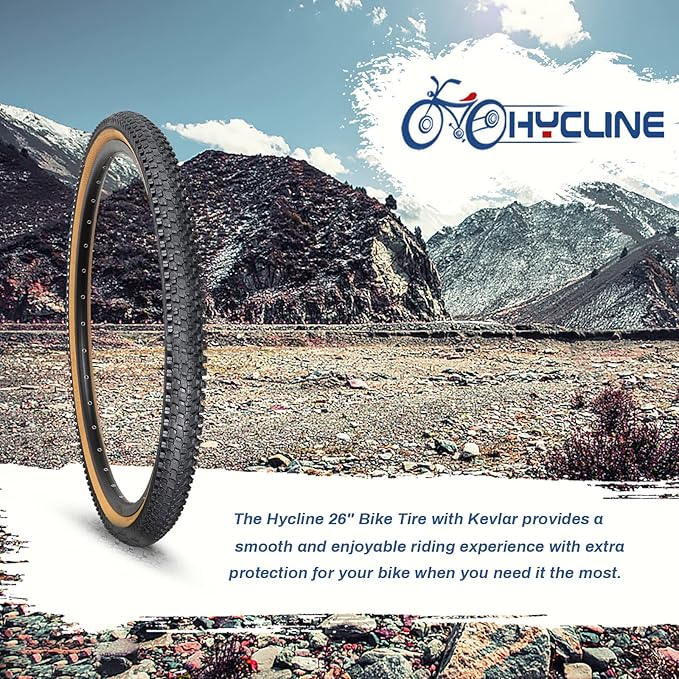 HYCLINE
The Hycline 26" Bike Tire with Kevlar provides a
smooth and enjoyable riding experience with extra
protection for your bike when you need it the most.